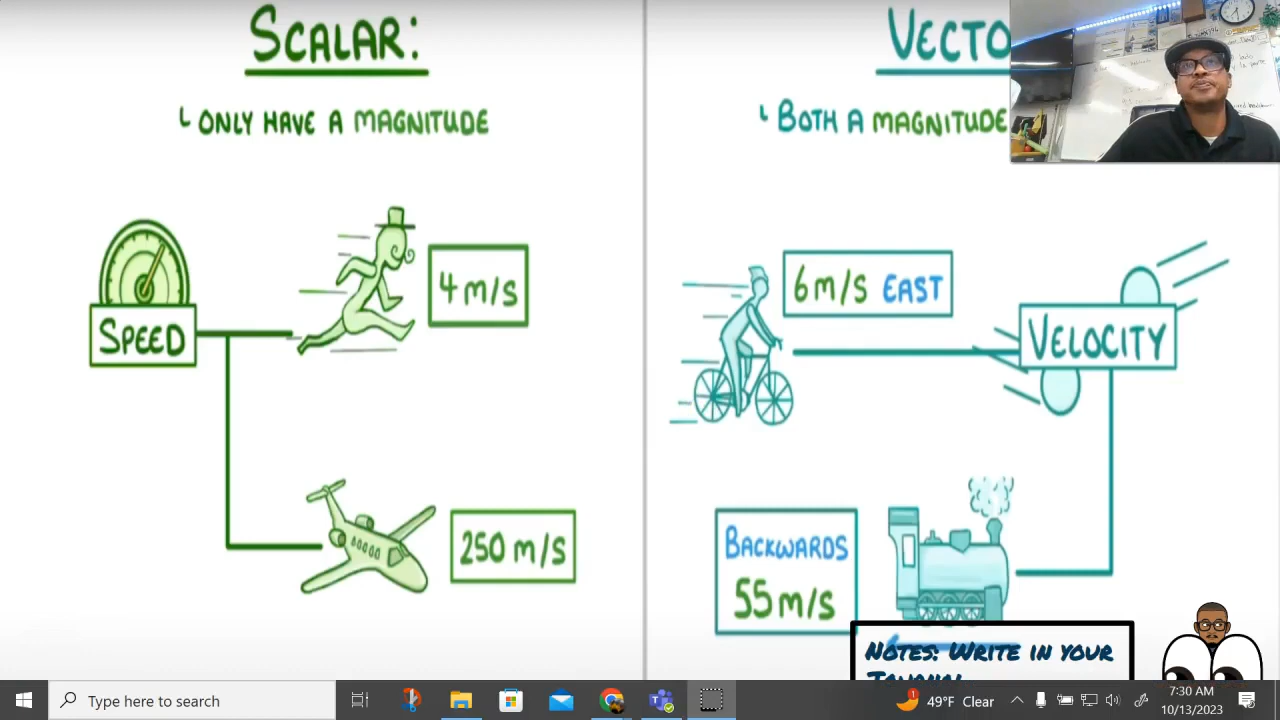 SCALAR:
ONLY HAVE A MAGNITUDE
SPEED
4 m/s
250 m/s
VECTO
BOTH A MAGNITUDE
6 m/s EAST
VELOCITY
BACKWARDS
55 m/s
NOTES: WRITE IN YOUR
Type here to search
1
49°F Clear
7:30 AM
10/13/2023